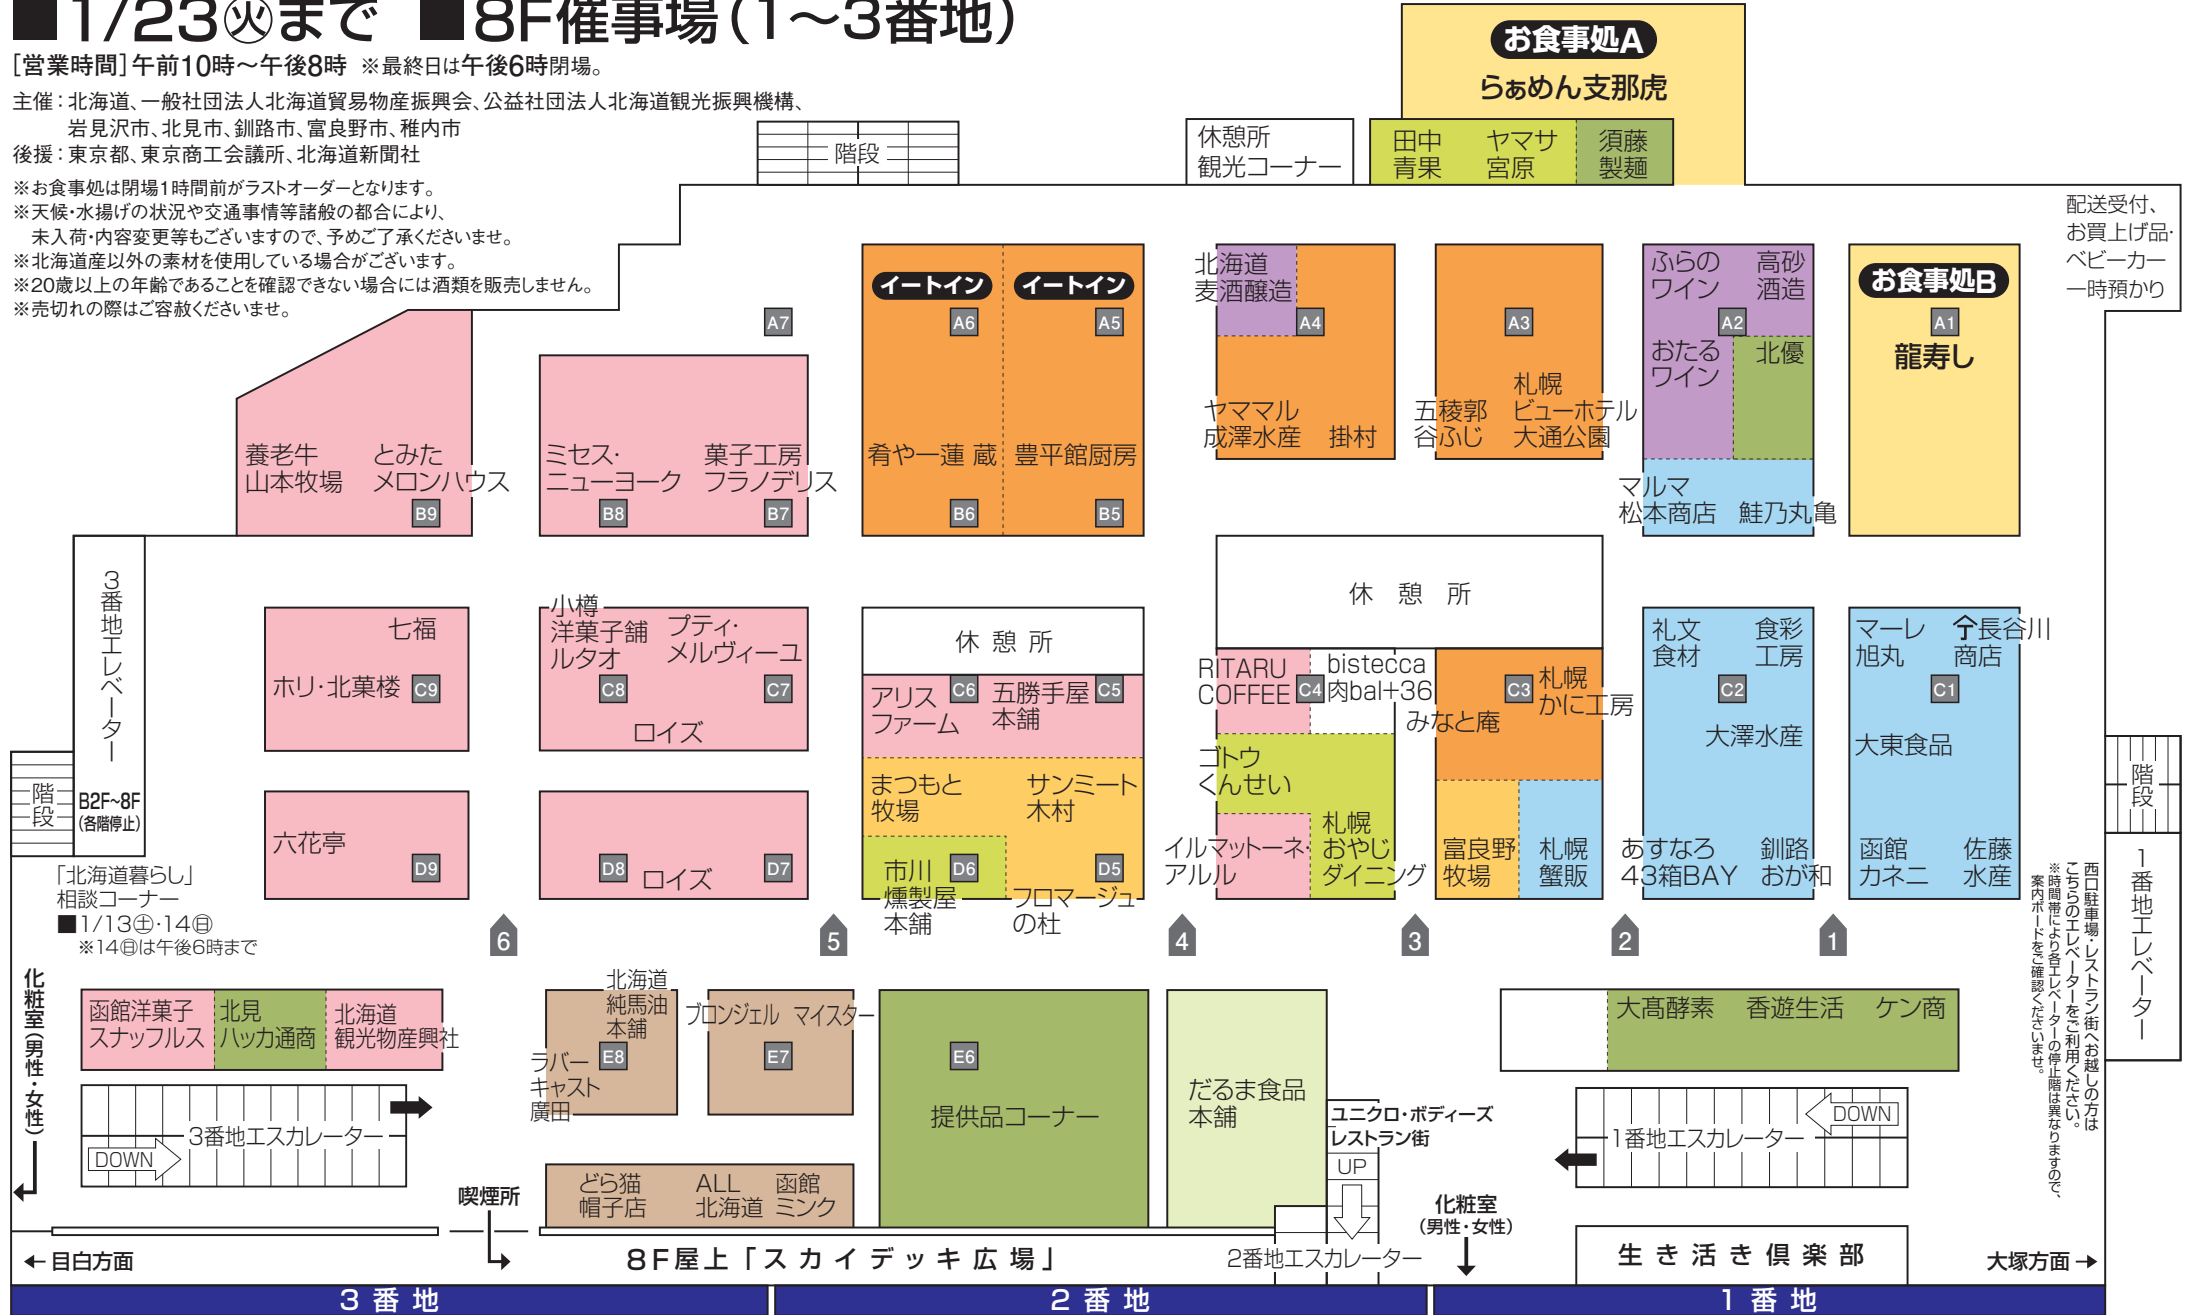 ■1/23㊋まで ■8F催事場(1〜3番地)
[営業時間]午前10時〜午後8時 ※最終日は午後6時閉場。
主催:北海道、一般社団法人北海道貿易物産振興会、公益社団法人北海道観光振興機構、
岩見沢市、北見市、釧路市、富良野市、稚内市
後援:東京都、東京商工会議所、北海道新聞社
※お食事処は閉場1時間前がラストオーダーとなります。
※天候・水揚げの状況や交通事情等諸般の都合により、
未入荷・内容変更等もございますので、予めご了承くださいませ。
※北海道産以外の素材を使用している場合がございます。
※20歳以上の年齢であることを確認できない場合には酒類を販売しません。
※売切れの際はご容赦くださいませ。
階段
休憩所
観光コーナー
お食事処A
らぁめん支那虎
田中
青果
ヤマサ
宮原
須藤
製麺
配送受付、
お買上げ品・
ベビーカー
一時預かり
A7
イートイン
A6
イートイン
A5
北海道
麦酒醸造
A4
A3
ふらの
ワイン
高砂
酒造
A2
おたる
ワイン
北優
お食事処B
A1
龍寿し
養老牛
山本牧場
とみた
メロンハウス
B9
ミセス・
ニューヨーク
B8
菓子工房
フラノデリス
B7
肴や一蓮 蔵
B6
豊平館厨房
B5
ヤママル
成澤水産
掛村
五稜郭
谷ふじ
札幌
ビューホテル
大通公園
マルマ
松本商店
鮭乃丸亀
3番地エレベーター
B2F~8F
(各階停止)
階段
七福
ホリ・北菓楼
C9
小樽
洋菓子舗
ルタオ
C8
プティ・
メルヴィーユ
C7
ロイズ
休憩所
アリス
ファーム
C6
五勝手屋
本舗
C5
まつもと
牧場
サンミート
木村
市川
燻製屋
本舗
D6
D5
フロマージュ
の杜
休憩所
RITARU
COFFEE
C4
bistecca
肉bal+36
みなと庵
C3
札幌
かに工房
ゴトウ
くんせい
イルマットーネ・
アルル
札幌
おやじ
ダイニング
富良野
牧場
札幌
蟹販
礼文
食材
食彩
工房
C2
大澤水産
あすなろ
43箱BAY
釧路
おが和
マーレ
旭丸
长谷川
商店
C1
大東食品
函館
カネニ
佐藤
水産
階段
1番地エレベーター
西口駐車場・レストラン街へお越しの方は
こちらのエレベーターをご利用ください。
※時間帯により各エレベーターの停止階は異なりますので、
案内ボードをご確認くださいませ。
六花亭
D9
D8
ロイズ
D7
「北海道暮らし」
相談コーナー
■1/13㊏・14㊐
※14㊐は午後6時まで
6
5
4
3
2
1
化粧室(男性・女性)
函館洋菓子
スナッフルス
北見
ハッカ通商
北海道
観光物産興社
北海道
純馬油
本舗
E8
ラバー
キャスト
廣田
ブロンジェル
マイスター
E7
E6
提供品コーナー
だるま食品
本舗
大髙酵素
香遊生活
ケン商
3番地エスカレーター
DOWN
どら猫
帽子店
ALL
北海道
函館
ミンク
ユニクロ・ボディーズ
レストラン街
UP
1番地エスカレーター
DOWN
喫煙所
化粧室
(男性・女性)
←目白方面
8F屋上「スカイデッキ広場」
2番地エスカレーター
生き活き倶楽部
大塚方面→
3番地
2番地
1番地